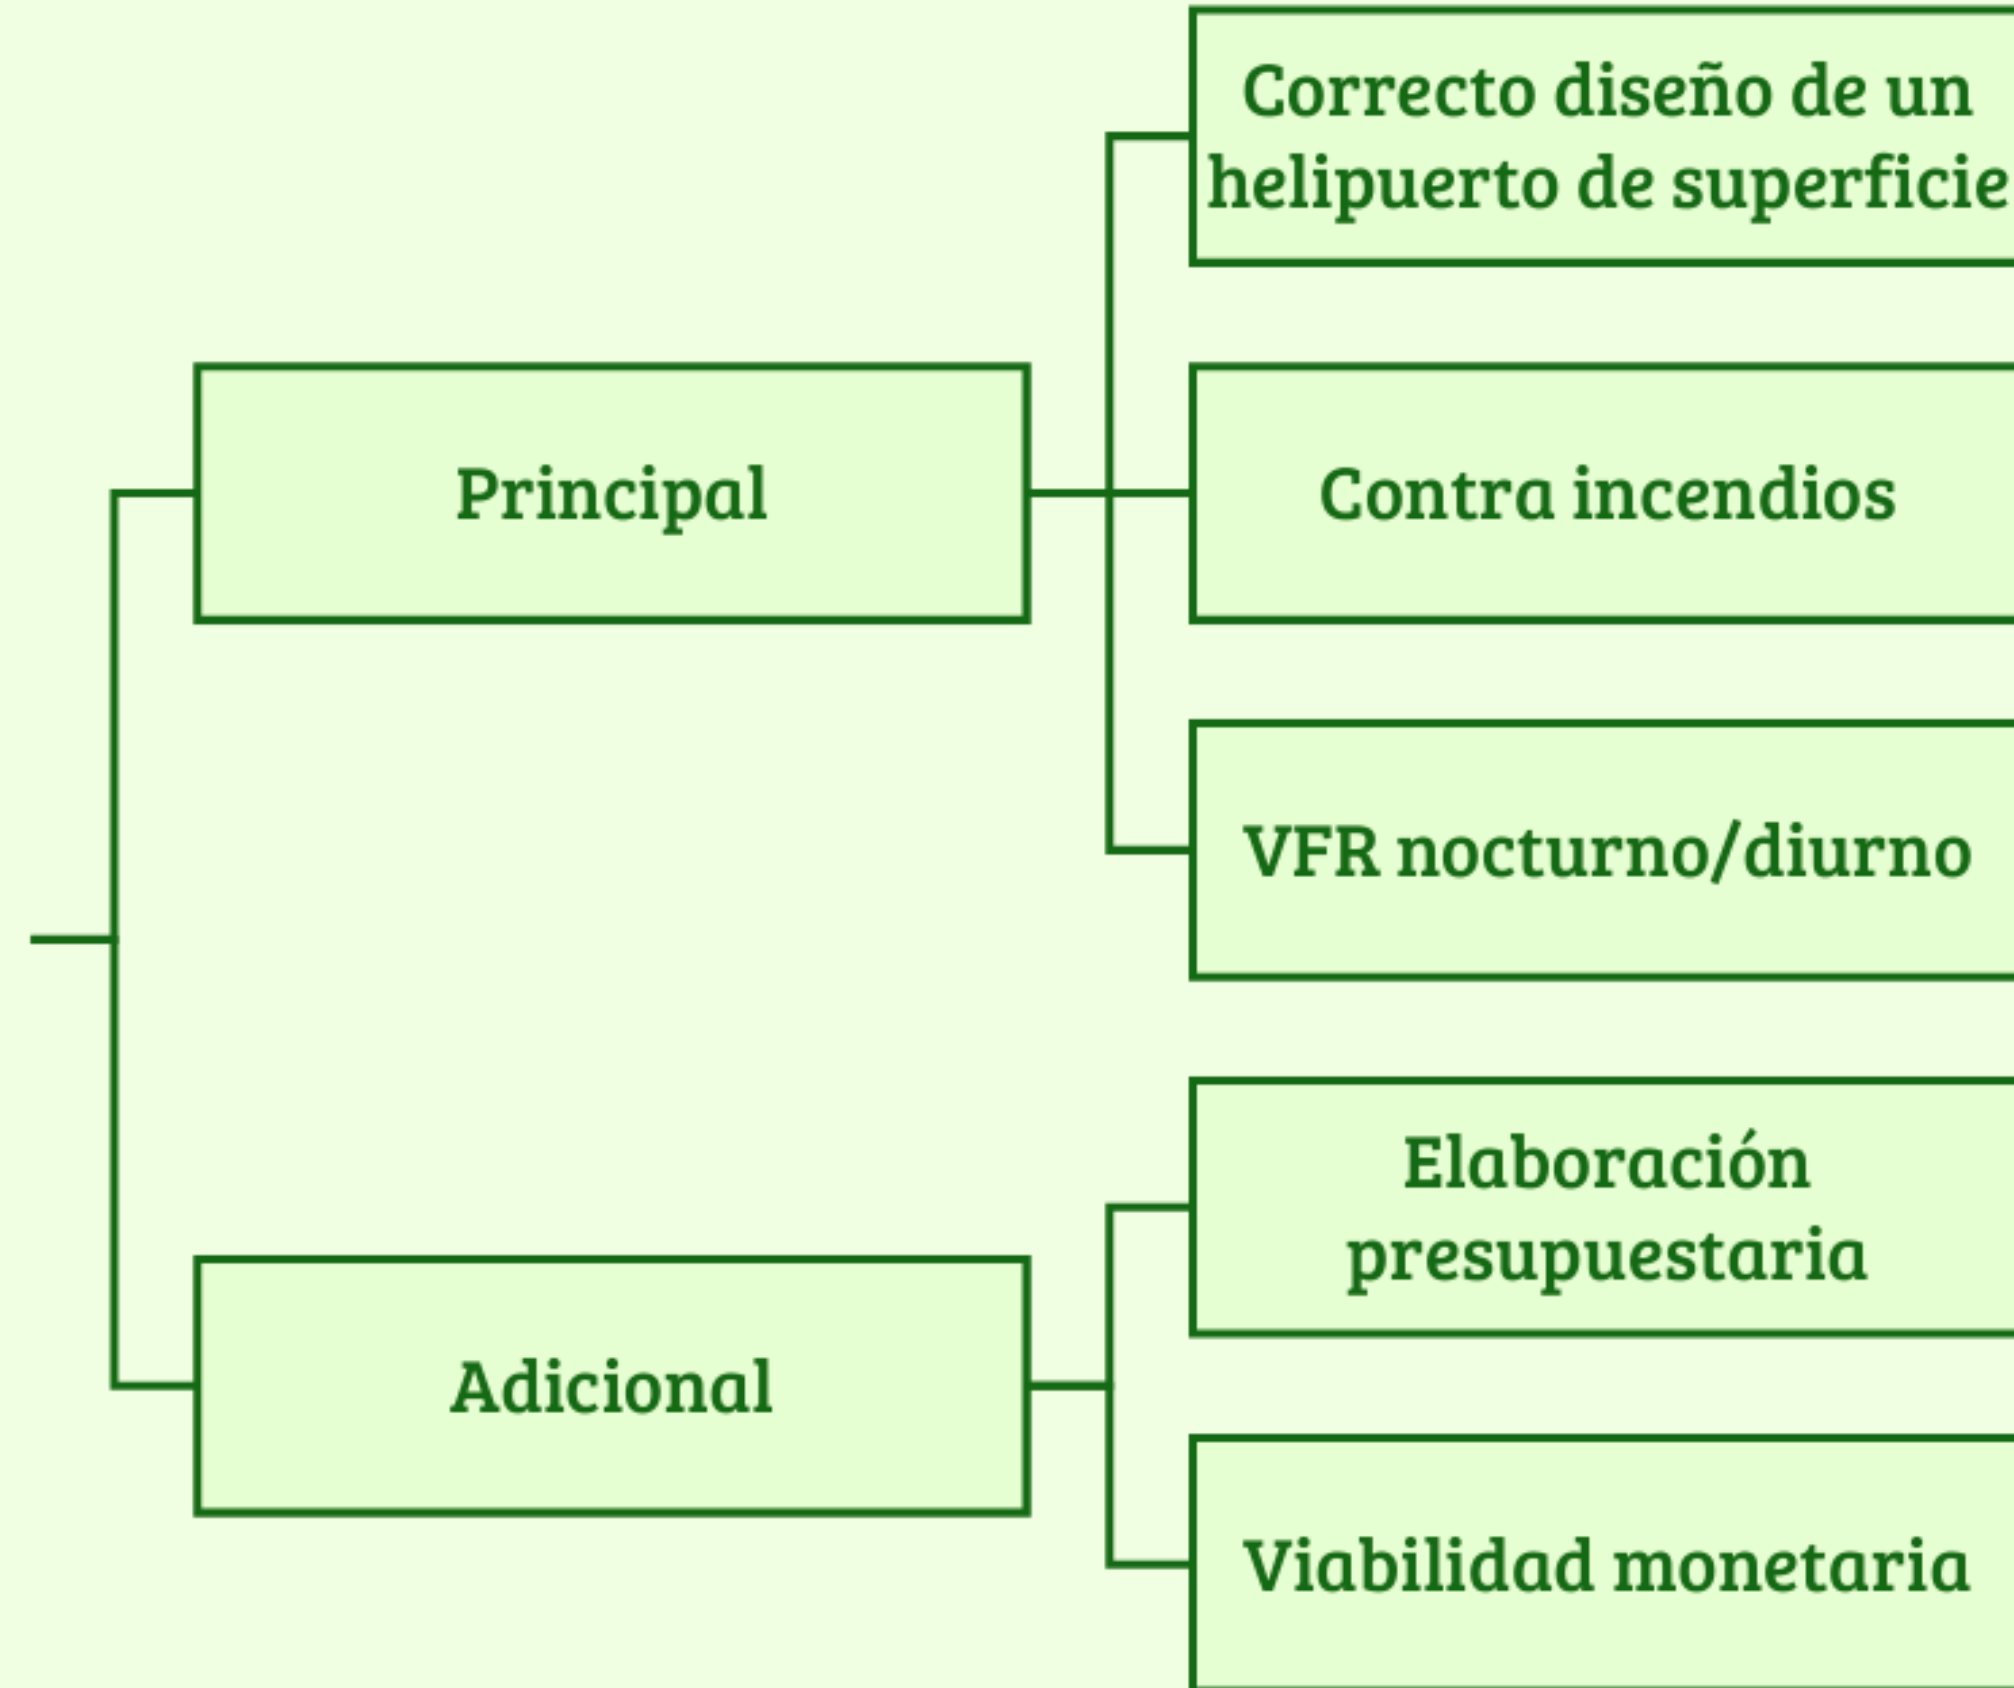 Correcto diseño de un
helipuerto de superficie
Principal
Contra incendios
VFR nocturno/diurno
Elaboración
presupuestaria
Adicional
Viabilidad monetaria